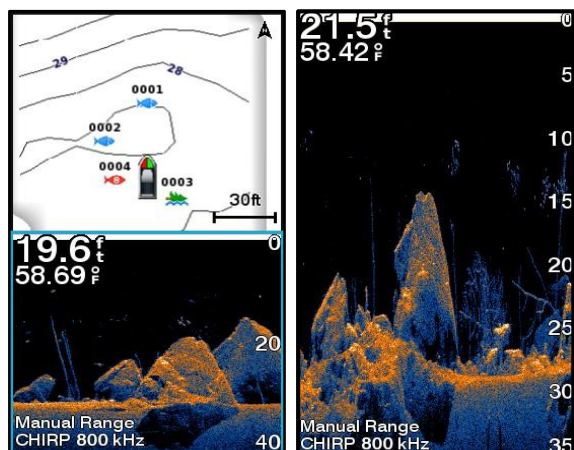 29
28
0001
0002
0004
0003
30ft
19.6 ft
58.69 °F
0
20
40
Manual Range
CHIRP 800 kHz
21.5 ft
58.42 °F
0
5
10
15
20
25
30
35
Manual Range
CHIRP 800 kHz